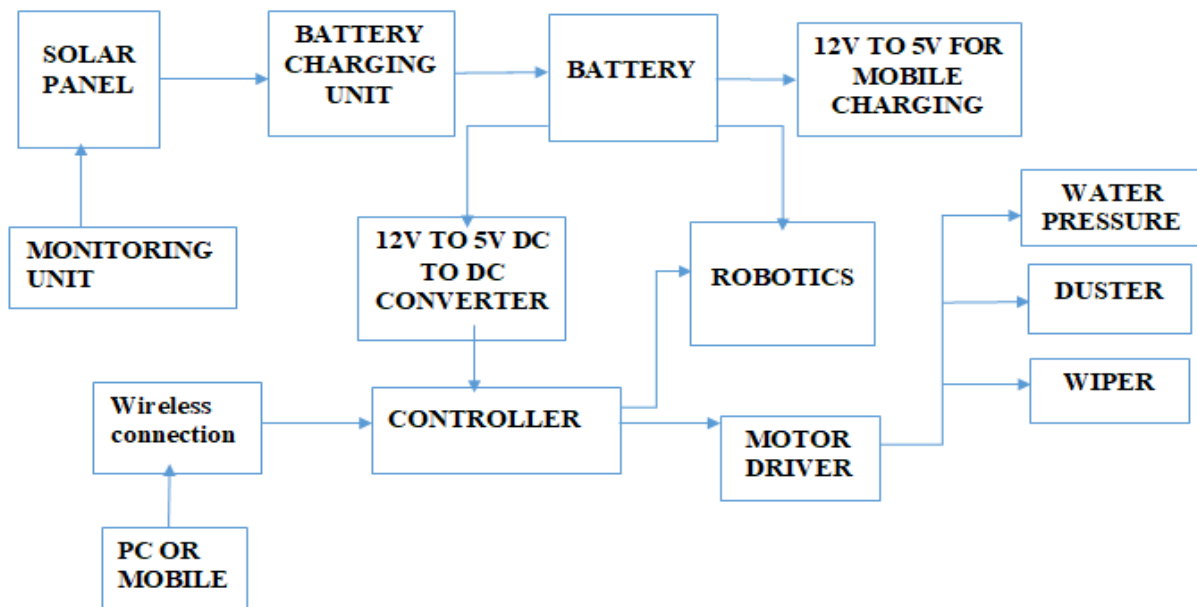 SOLAR
PANEL
BATTERY
CHARGING
UNIT
BATTERY
12V TO 5V FOR
MOBILE
CHARGING
MONITORING
UNIT
12V TO 5V DC
TO DC
CONVERTER
ROBOTICS
WATER
PRESSURE
DUSTER
WIPER
Wireless
connection
CONTROLLER
MOTOR
DRIVER
PC OR
MOBILE